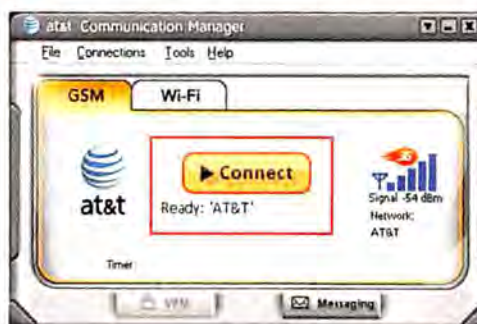 at&t Communication Manager
File Connections Tools Help
GSM Wi-Fi
Connect
at&t
Ready: 'AT&T'
3G
Signal -54 dBm
Network:
AT&T
Timer
VPN Messaging